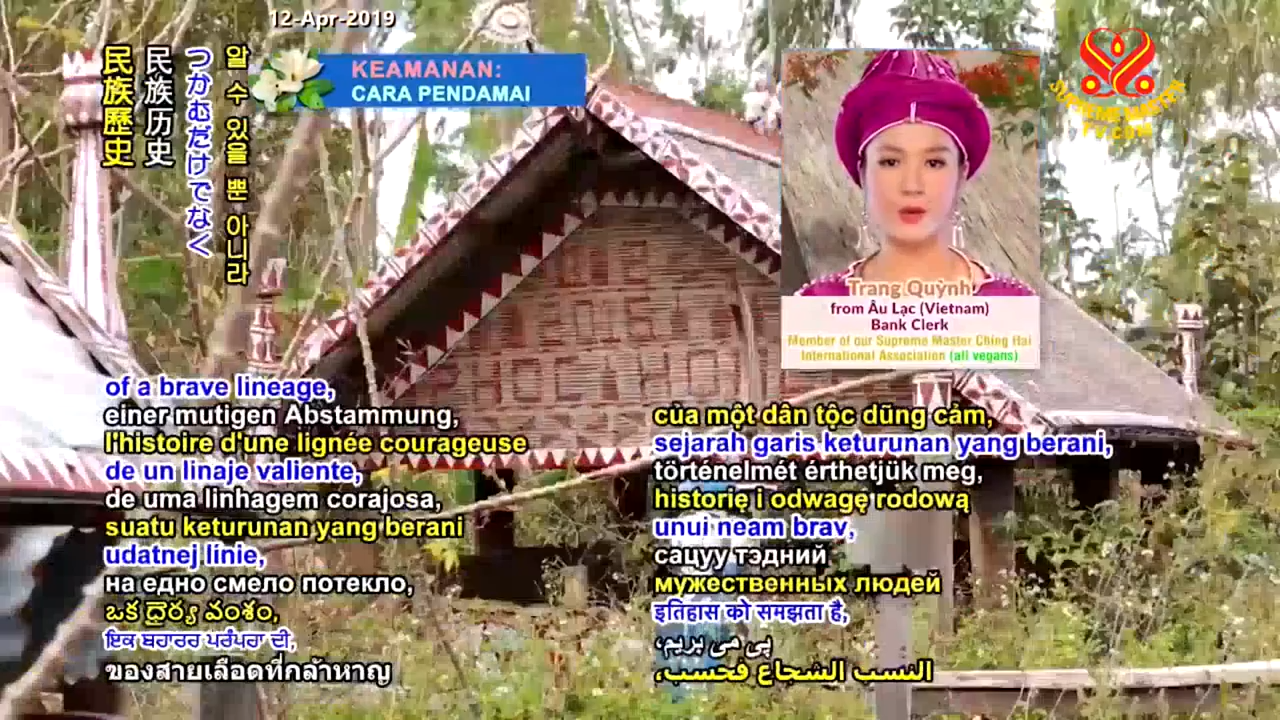 12-Apr-2019
民族歷史
民族历史
つかむだけでなく
알 수 있을 뿐 아니라
KEAMANAN:
CARA PENDAMAI
SUPREME MASTER
TV.COM
Trang Quỳnh
from Âu Lạc (Vietnam)
Bank Clerk
Member of our Supreme Master Ching Hai
International Association (all vegans)
of a brave lineage,
einer mutigen Abstammung,
l'histoire d'une lignée courageuse
de un linaje valiente,
de uma linhagem corajosa,
suatu keturunan yang berani
udatnej línie,
на едно смело потекло,
ఒక ధైర్య వంశం,
ਇਕ ਬਹਾਰਰ ਪਰੰਪਰਾ ਦੀ,
ของสายเลือดที่กล้าหาญ
của một dân tộc dũng cảm,
sejarah garis keturunan yang berani,
történelmét érthetjük meg,
historię i odwagę rodową
unui neam brav,
сацуу тэдний
мужественных людей
इतिहास को समझता है,
پی می بریم،
النسب الشجاع فحسب،